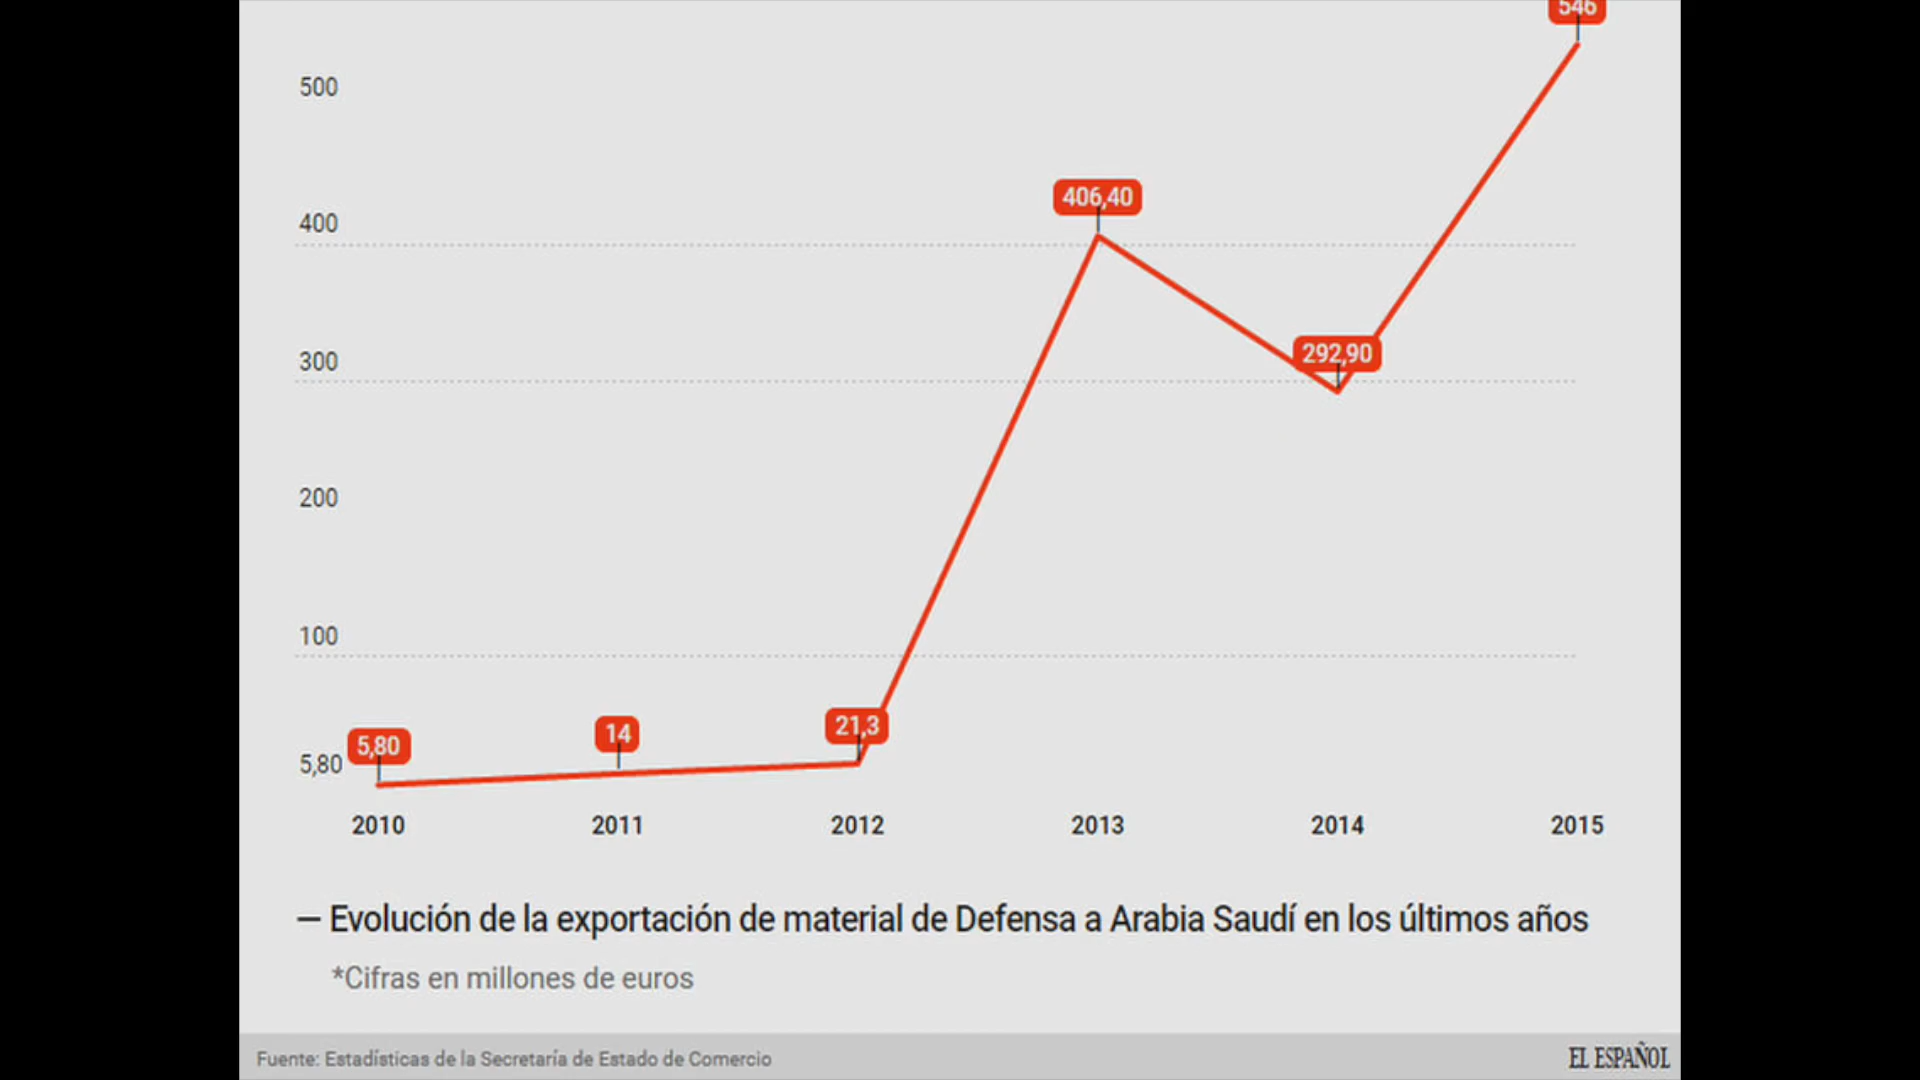 546
500
406,40
400
292,90
300
200
100
21,3
14
5,80
5,80
2010 2011 2012 2013 2014 2015
— Evolución de la exportación de material de Defensa a Arabia Saudí en los últimos años
*Cifras en millones de euros
Fuente: Estadísticas de la Secretaría de Estado de Comercio
EL ESPAÑOL